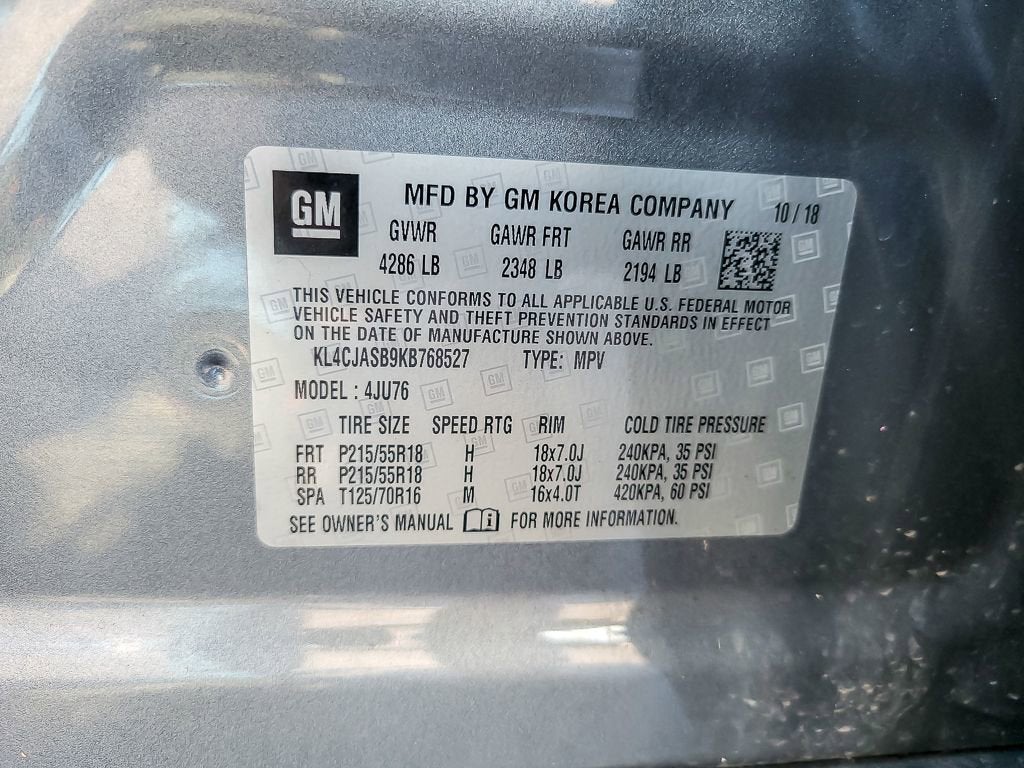 GM MFD BY GM KOREA COMPANY 10/18
GVWR GAWR FRT GAWR RR
4286 LB 2348 LB 2194 LB
THIS VEHICLE CONFORMS TO ALL APPLICABLE U.S. FEDERAL MOTOR
VEHICLE SAFETY AND THEFT PREVENTION STANDARDS IN EFFECT
ON THE DATE OF MANUFACTURE SHOWN ABOVE.
KL4CJASB9KB768527 TYPE: MPV
MODEL : 4JU76
TIRE SIZE SPEED RTG RIM COLD TIRE PRESSURE
FRT P215/55R18 H 18x7.0J 240KPA, 35 PSI
RR P215/55R18 H 18x7.0J 240KPA, 35 PSI
SPA T125/70R16 M 16x4.0T 420KPA, 60 PSI
SEE OWNER'S MANUAL FOR MORE INFORMATION.